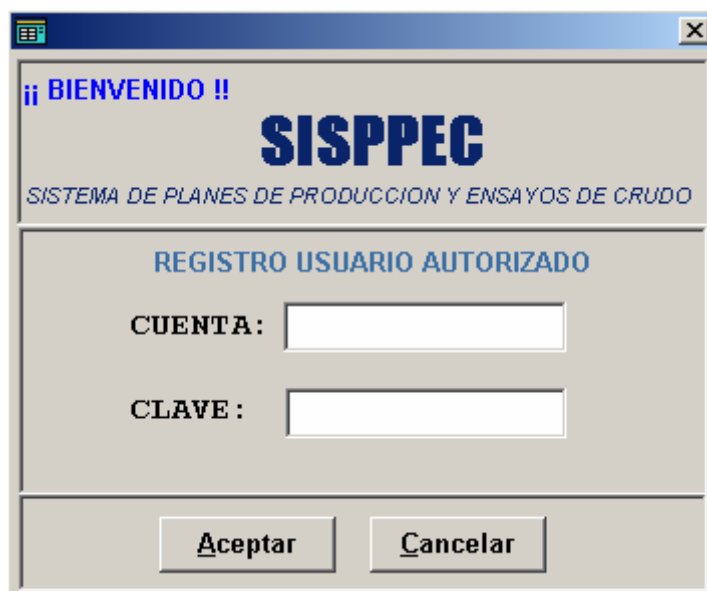 ¡¡ BIENVENIDO !!
SISPPEC
SISTEMA DE PLANES DE PRODUCCION Y ENSAYOS DE CRUDO
REGISTRO USUARIO AUTORIZADO
CUENTA:
CLAVE:
Aceptar Cancelar